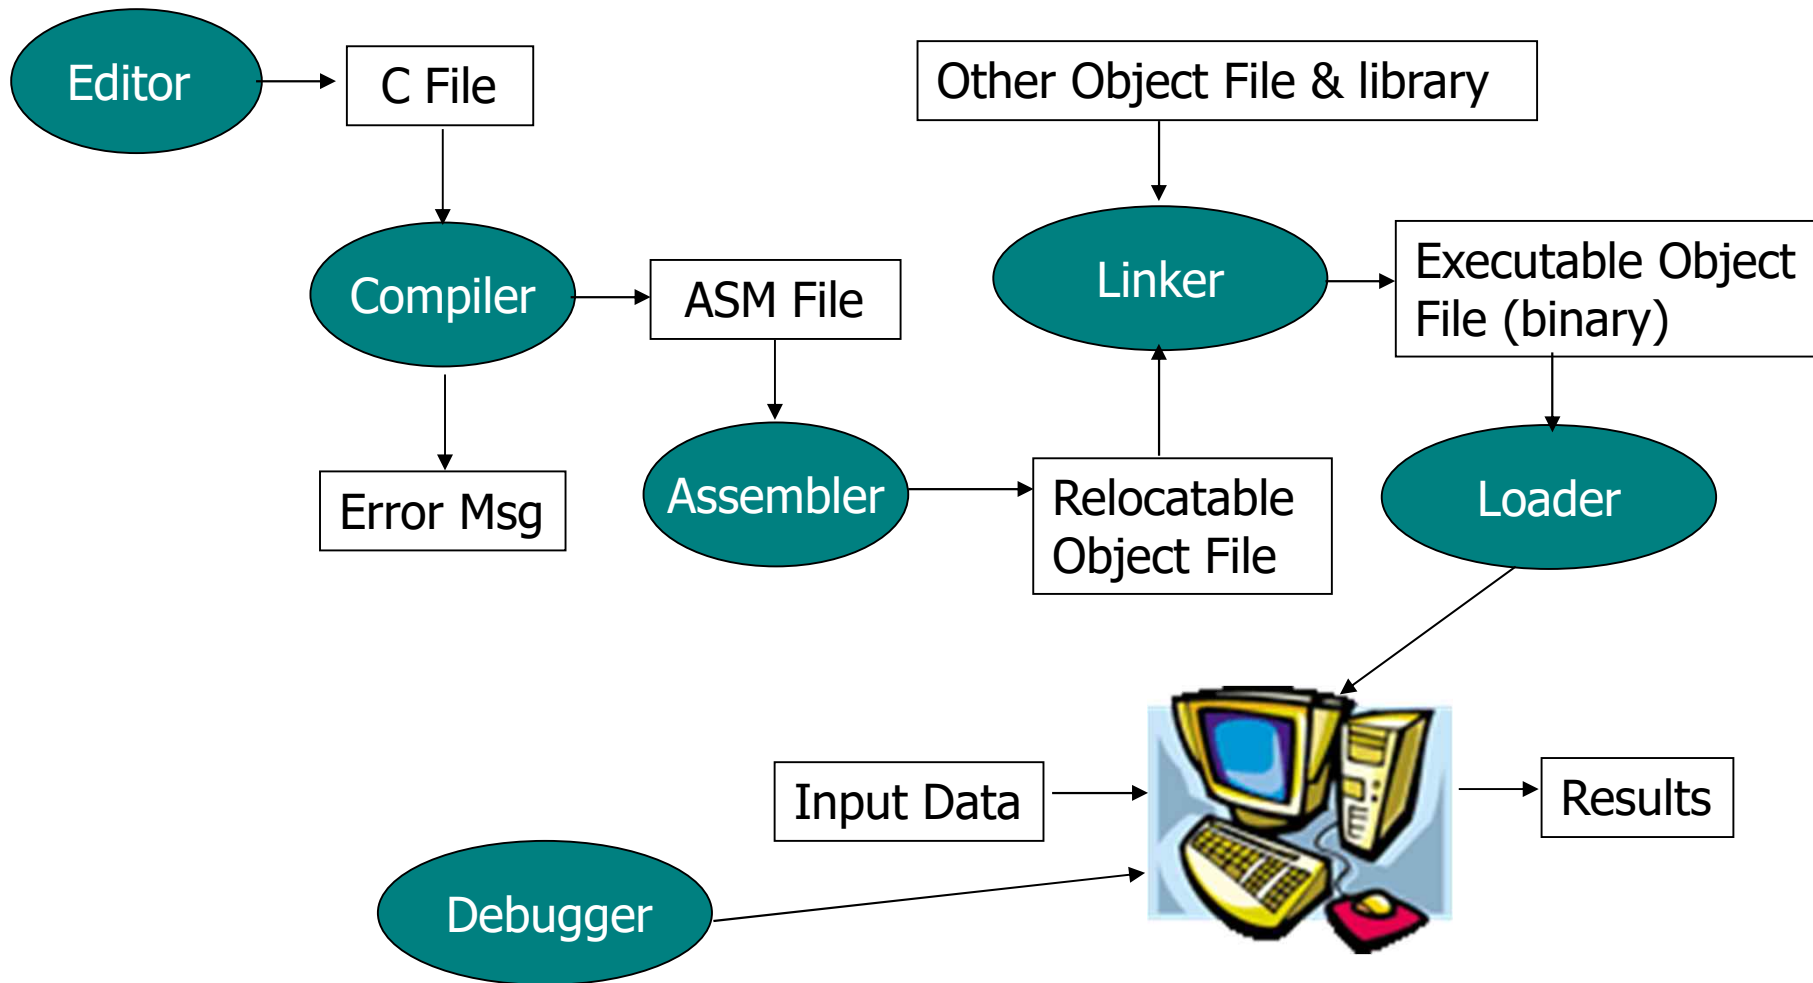 Editor
C File
Other Object File & library
Compiler
ASM File
Linker
Executable Object
File (binary)
Error Msg
Assembler
Relocatable
Object File
Loader
Input Data
Results
Debugger